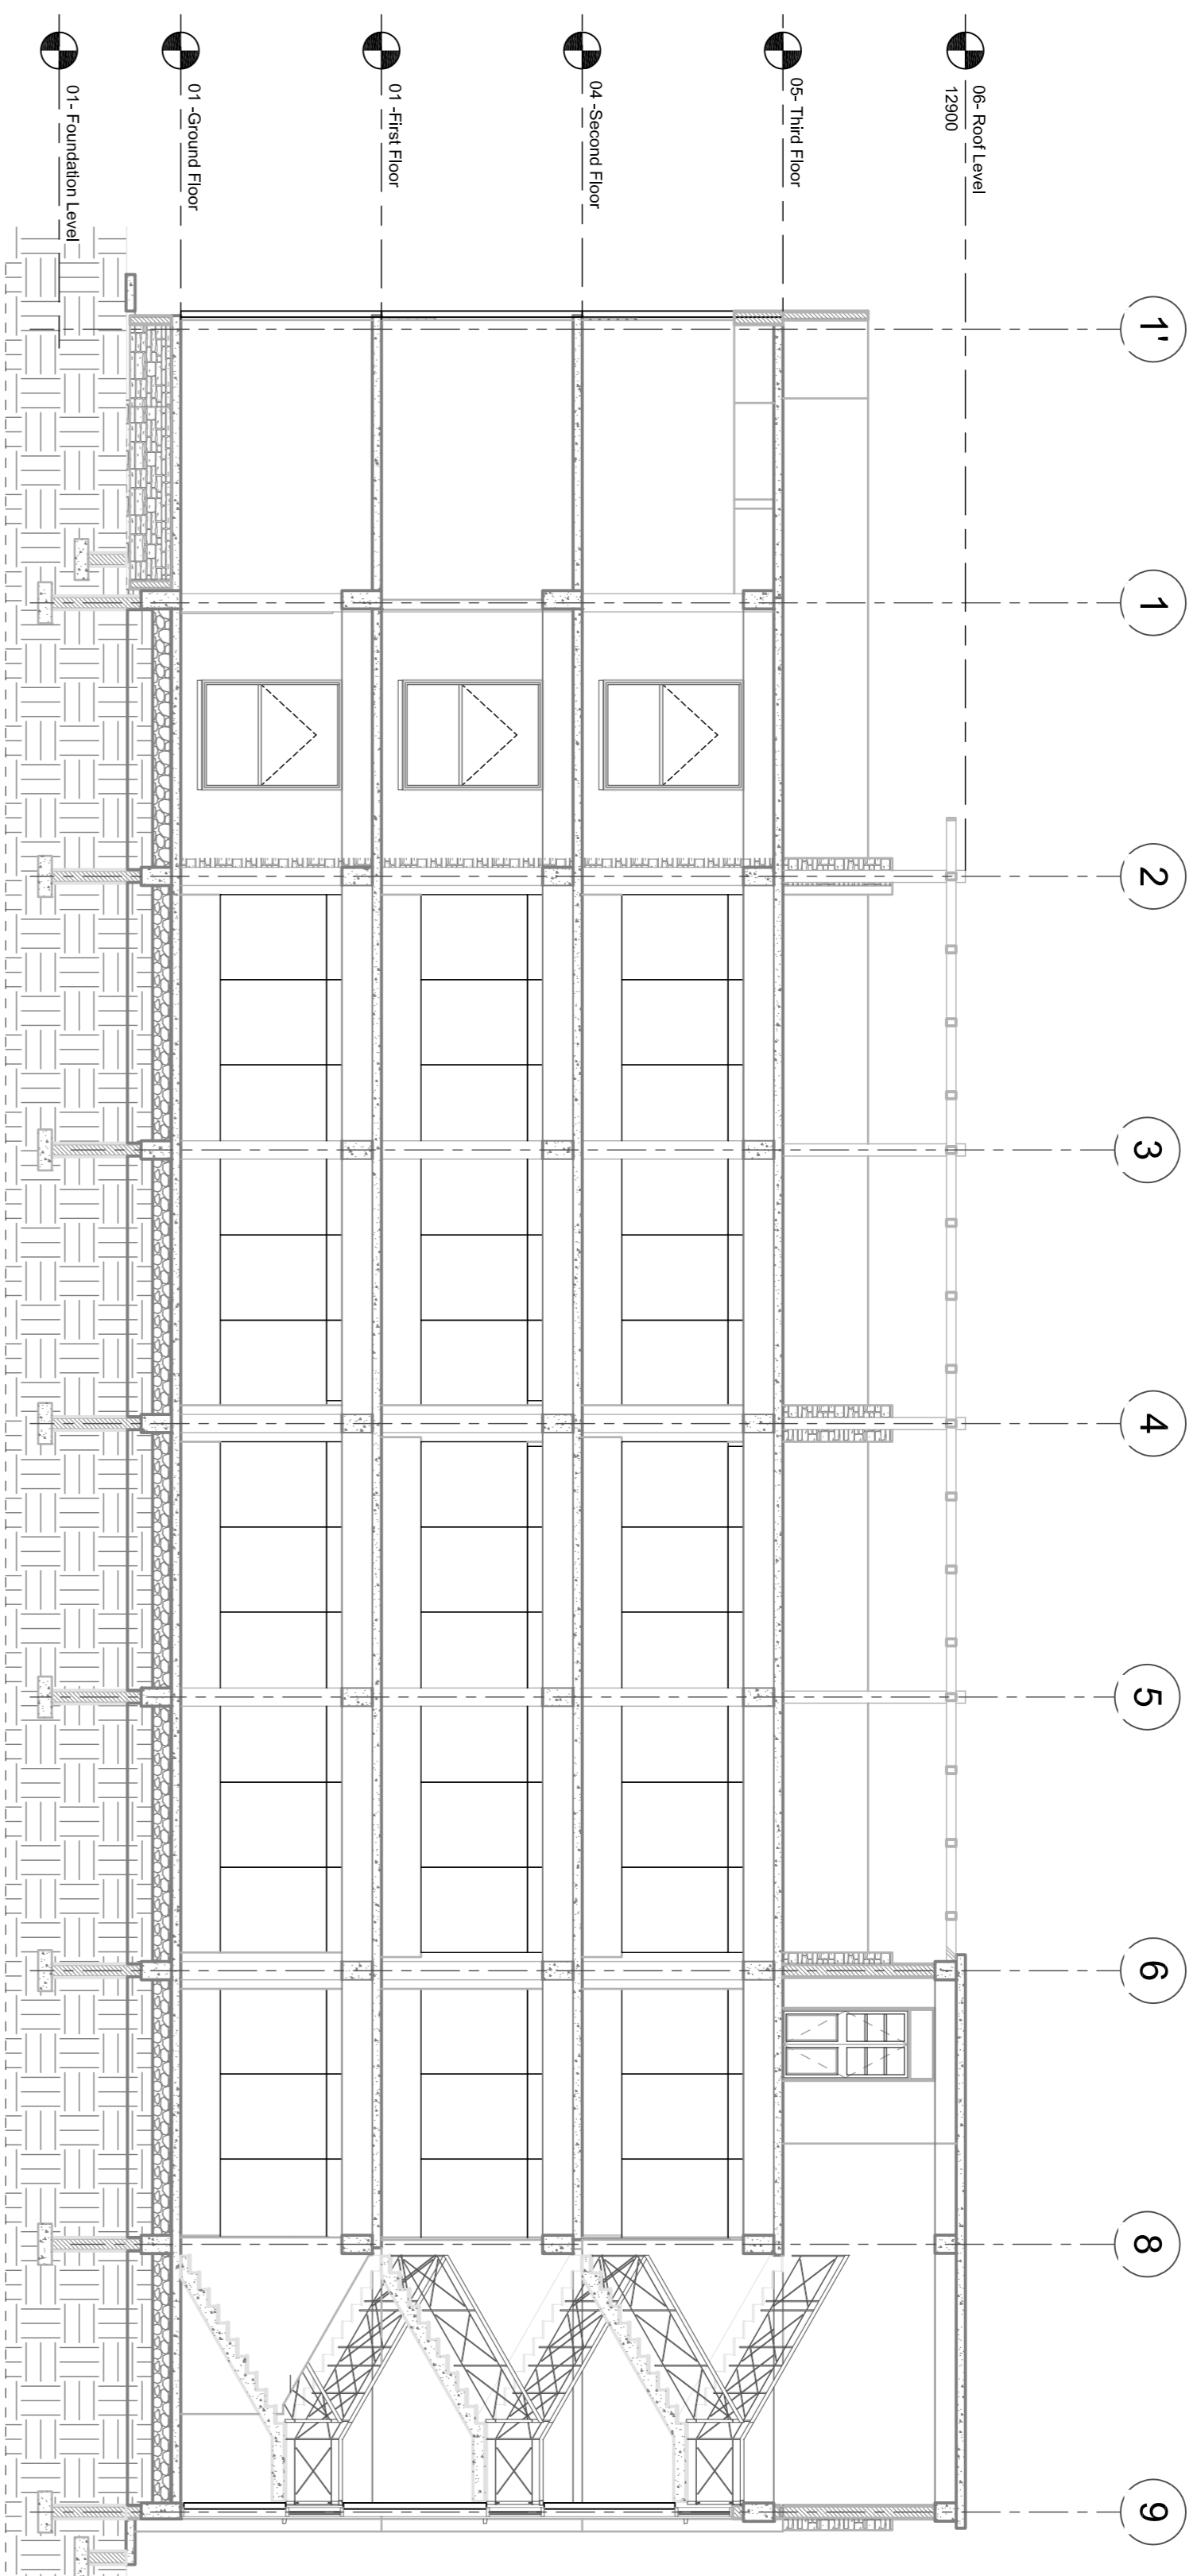 1'
1
2
3
4
5
6
8
9
06- Roof Level
12900
05- Third Floor
04 -Second Floor
01 -First Floor
01 -Ground Floor
01- Foundation Level